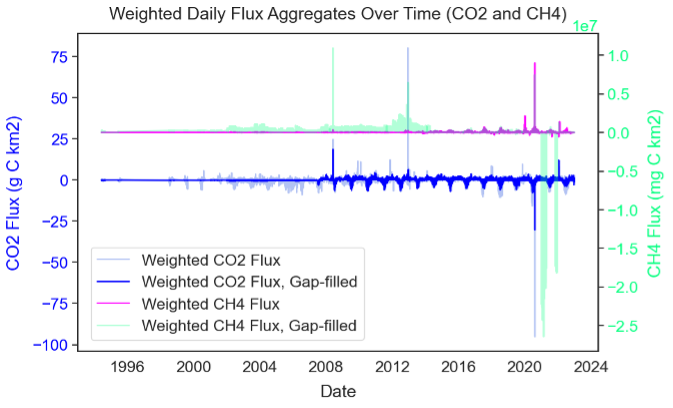 Weighted Daily Flux Aggregates Over Time (CO2 and CH4)
1e7
75
50
25
0
−25
−50
−75
−100
CO2 Flux (g C km2)
1.0
0.5
0.0
−0.5
−1.0
−1.5
−2.0
−2.5
CH4 Flux (mg C km2)
Weighted CO2 Flux
Weighted CO2 Flux, Gap-filled
Weighted CH4 Flux
Weighted CH4 Flux, Gap-filled
1996 2000 2004 2008 2012 2016 2020 2024
Date